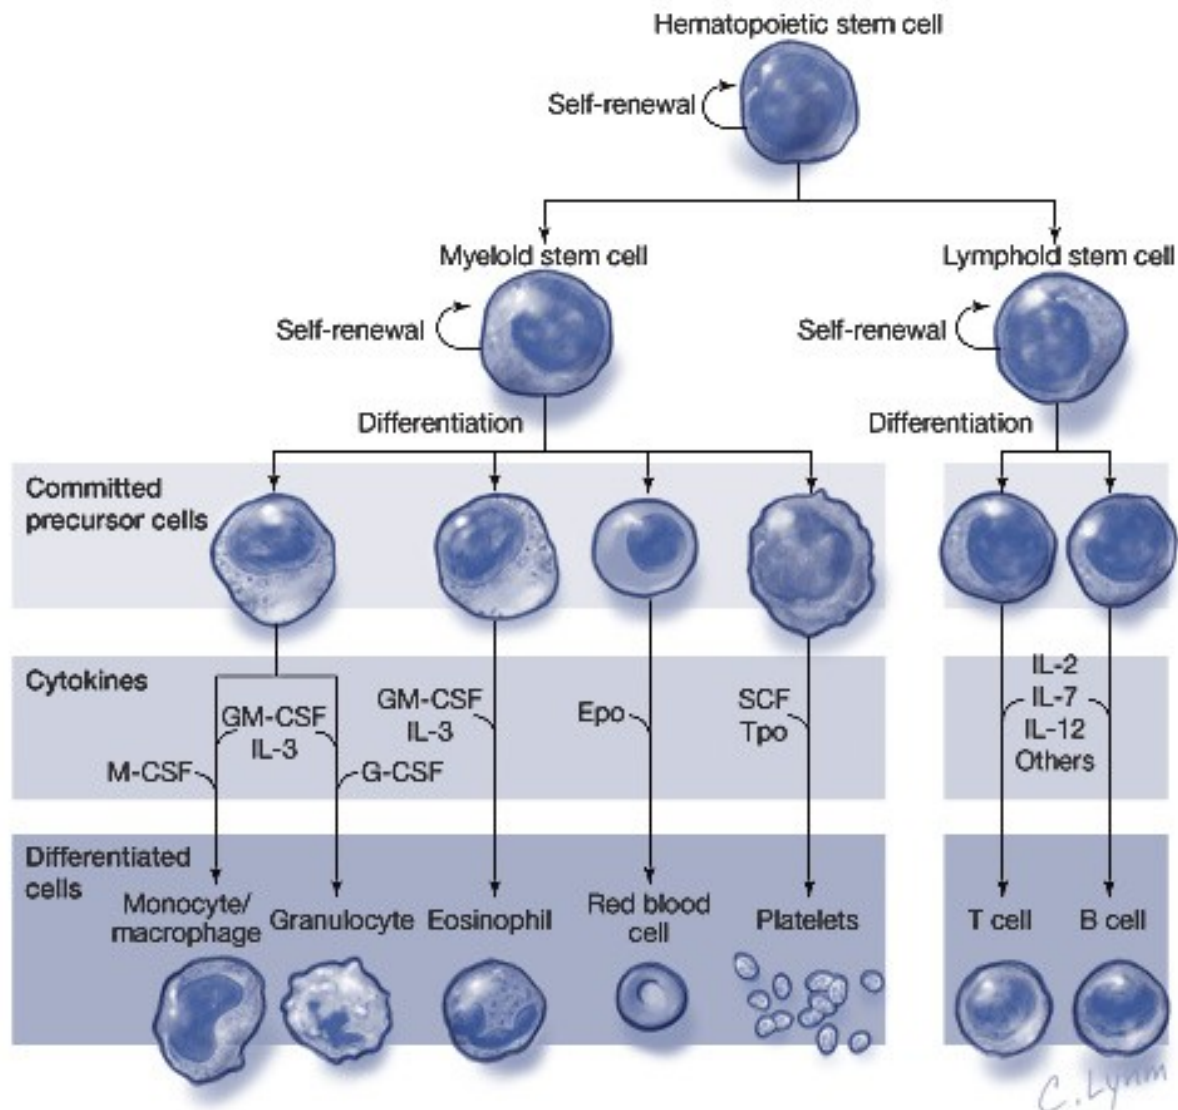 Hematopoietic stem cell
Self-renewal
Myeloid stem cell
Lymphoid stem cell
Self-renewal
Self-renewal
Differentiation
Differentiation
Committed
precursor cells
Cytokines
GM-CSF
IL-3
M-CSF
G-CSF
GM-CSF
IL-3
Epo
SCF
Tpo
IL-2
IL-7
IL-12
Others
Differentiated
cells
Monocyte/
macrophage
Granulocyte
Eosinophil
Red blood
cell
Platelets
T cell
B cell
C. Lynm